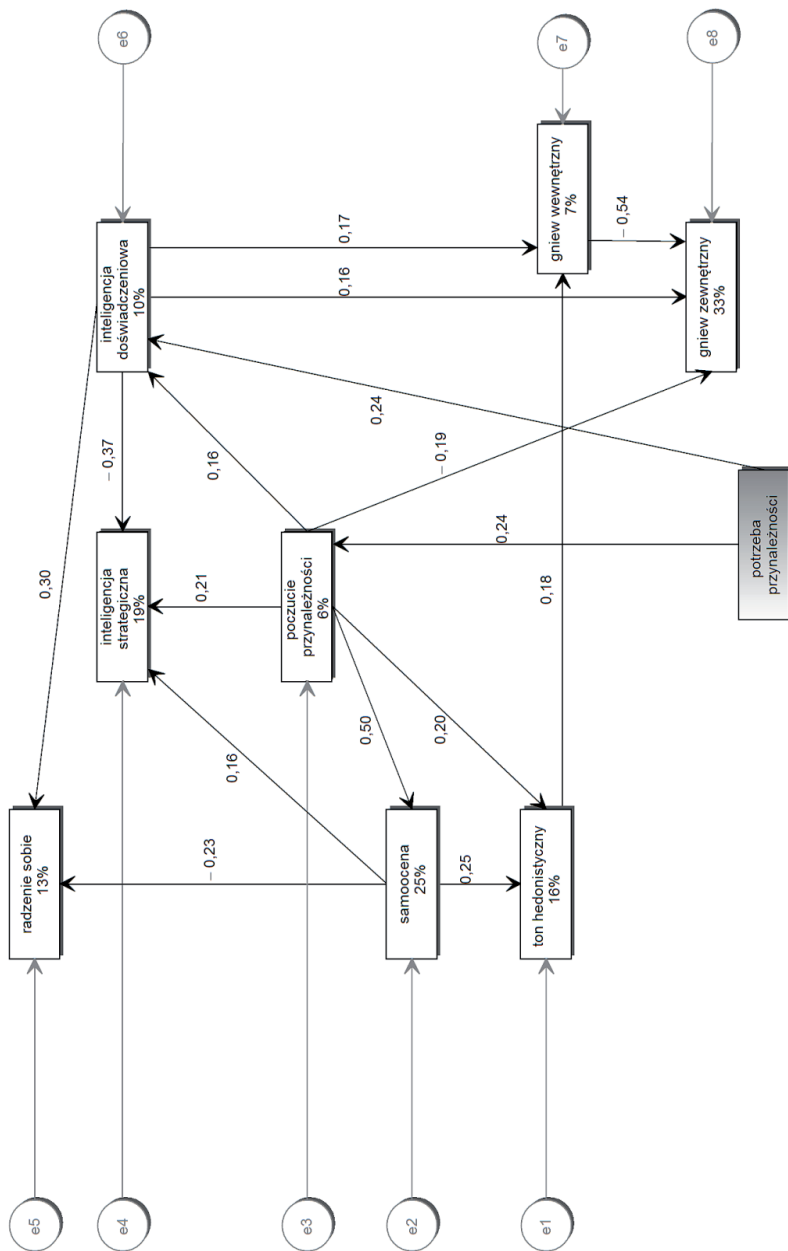 e5
radzenie sobie
13%
0,30
e4
inteligencja
strategiczna
19%
– 0,37
inteligencja
doświadczeniowa
10%
e6
– 0,23
0,16
0,21
0,16
e3
poczucie
przynależności
6%
0,17
0,16
0,50
0,24
e2
samoocena
25%
0,20
– 0,19
0,25
0,24
e1
ton hedonistyczny
16%
0,18
gniew wewnętrzny
7%
e7
– 0,54
gniew zewnętrzny
33%
e8
potrzeba
przynależności